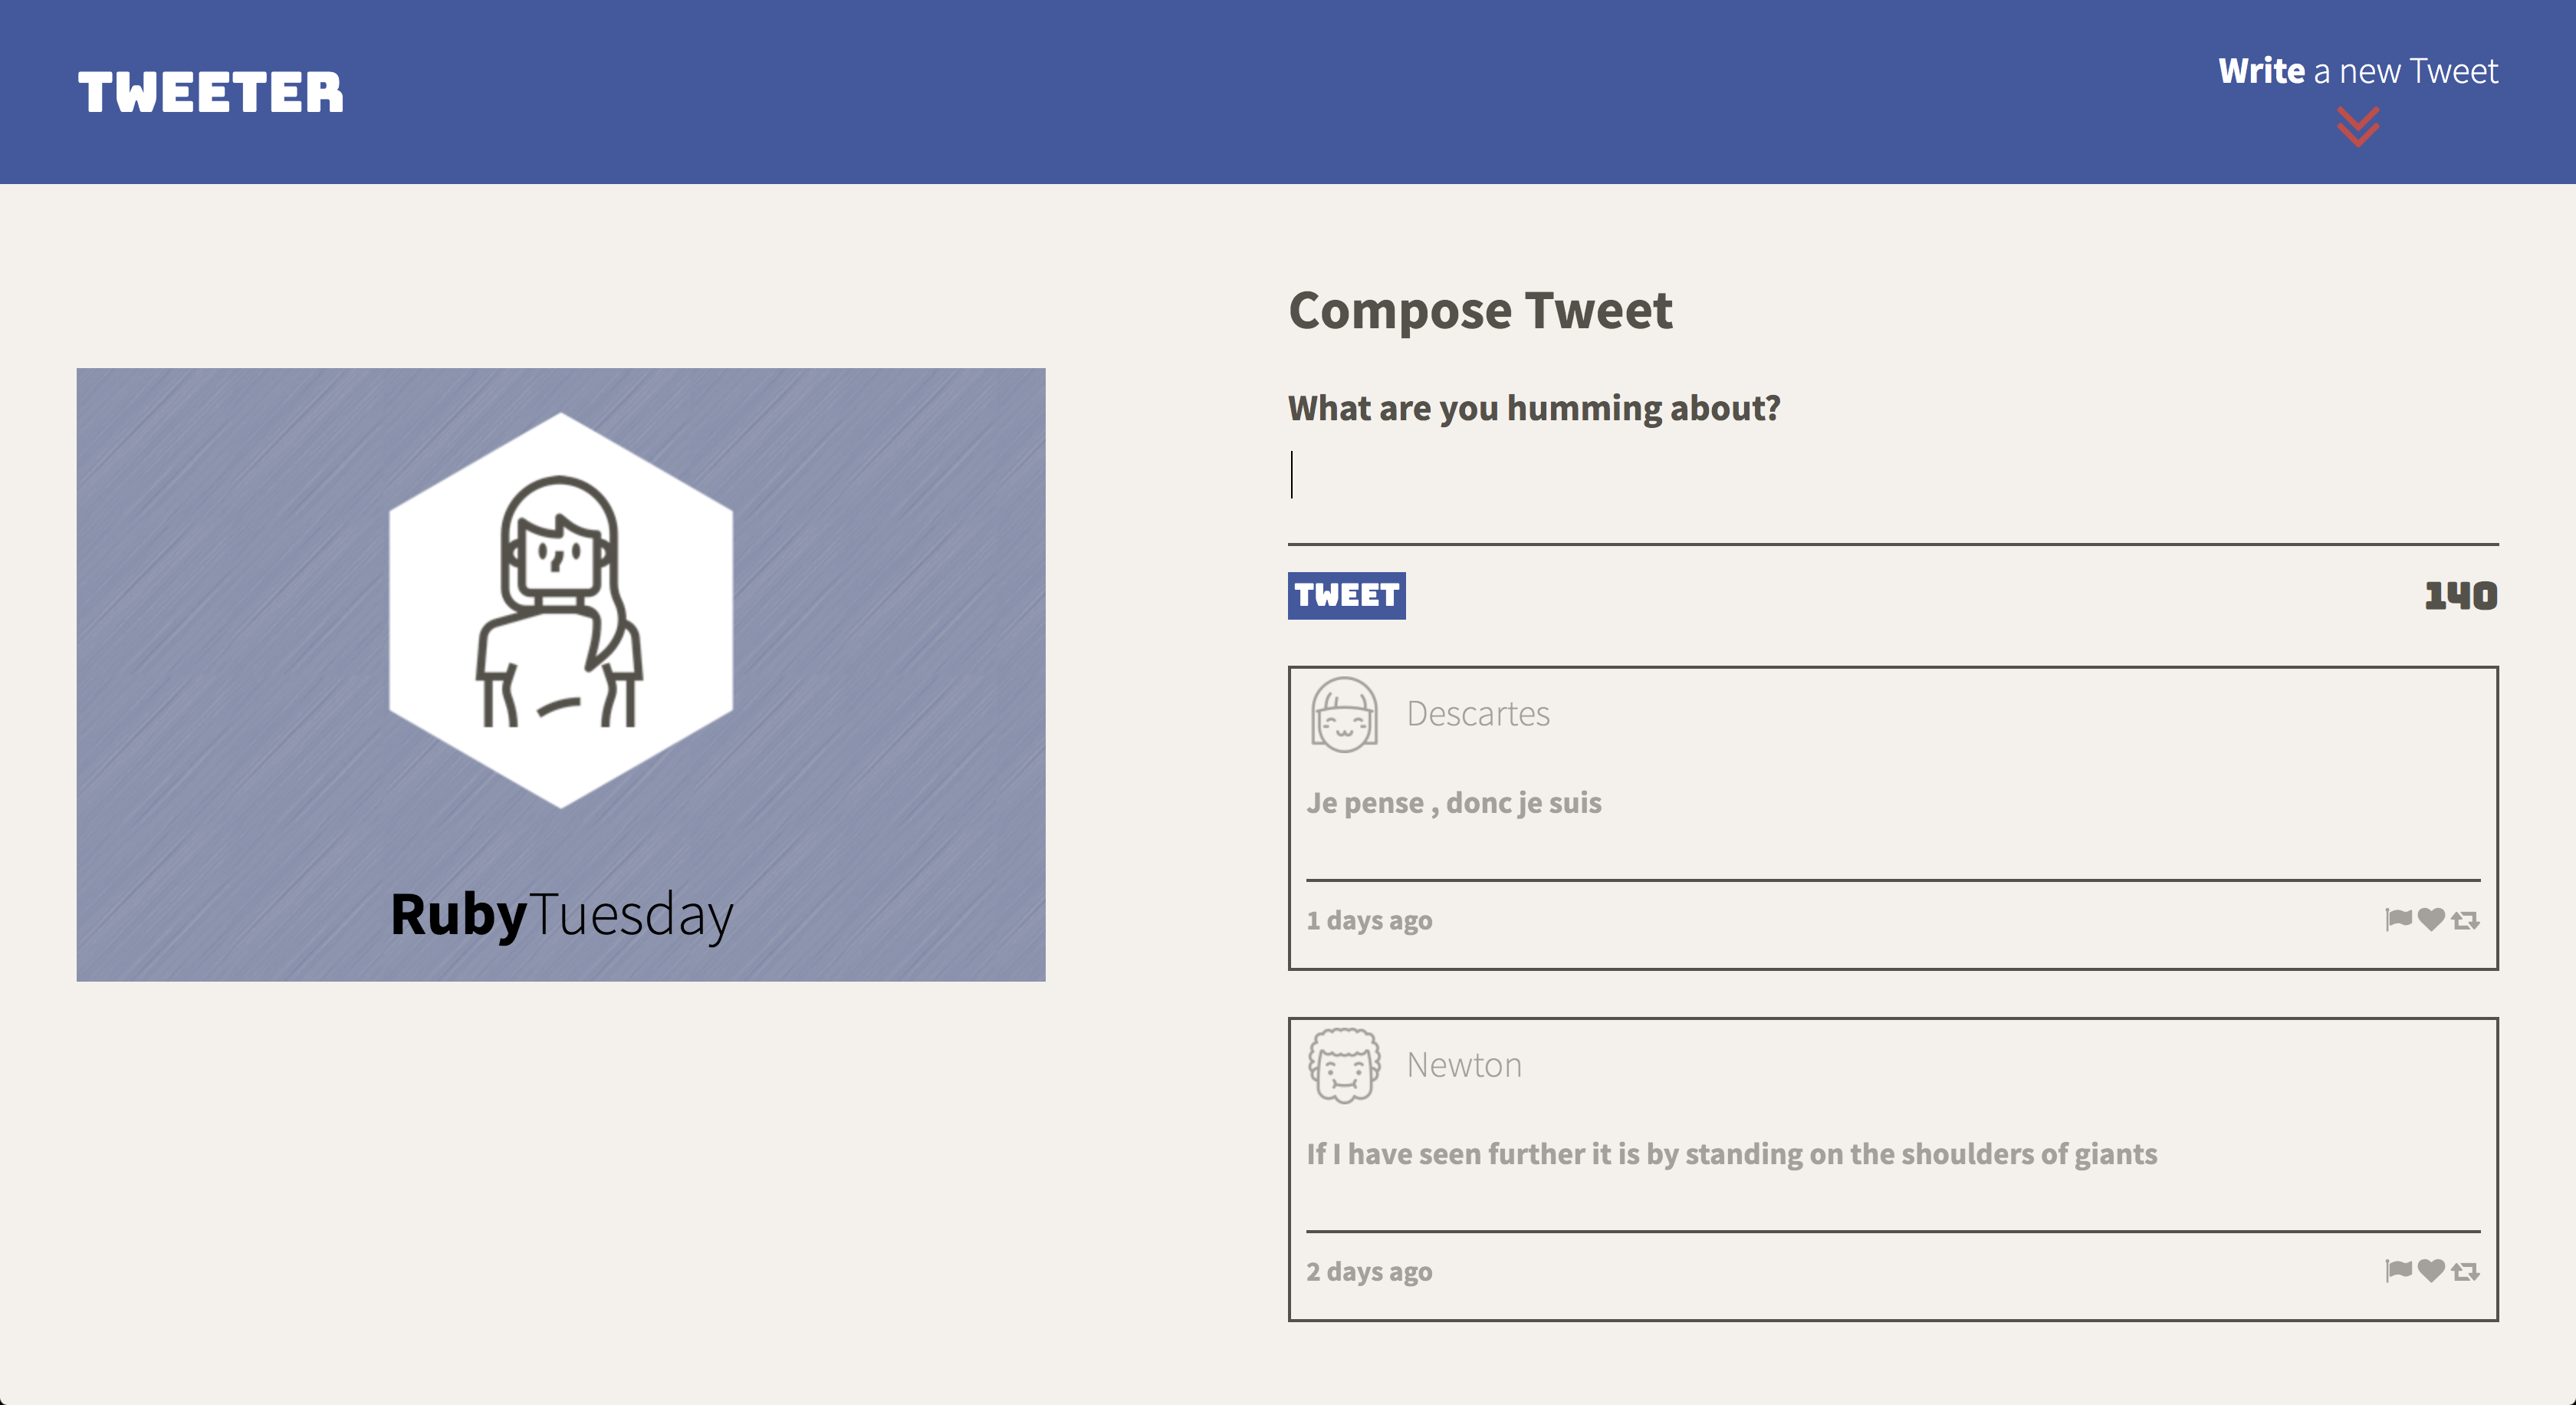 TWEETER
Write a new Tweet
RubyTuesday
Compose Tweet
What are you humming about?
TWEET
140
Descartes
Je pense , donc je suis
1 days ago
Newton
If I have seen further it is by standing on the shoulders of giants
2 days ago